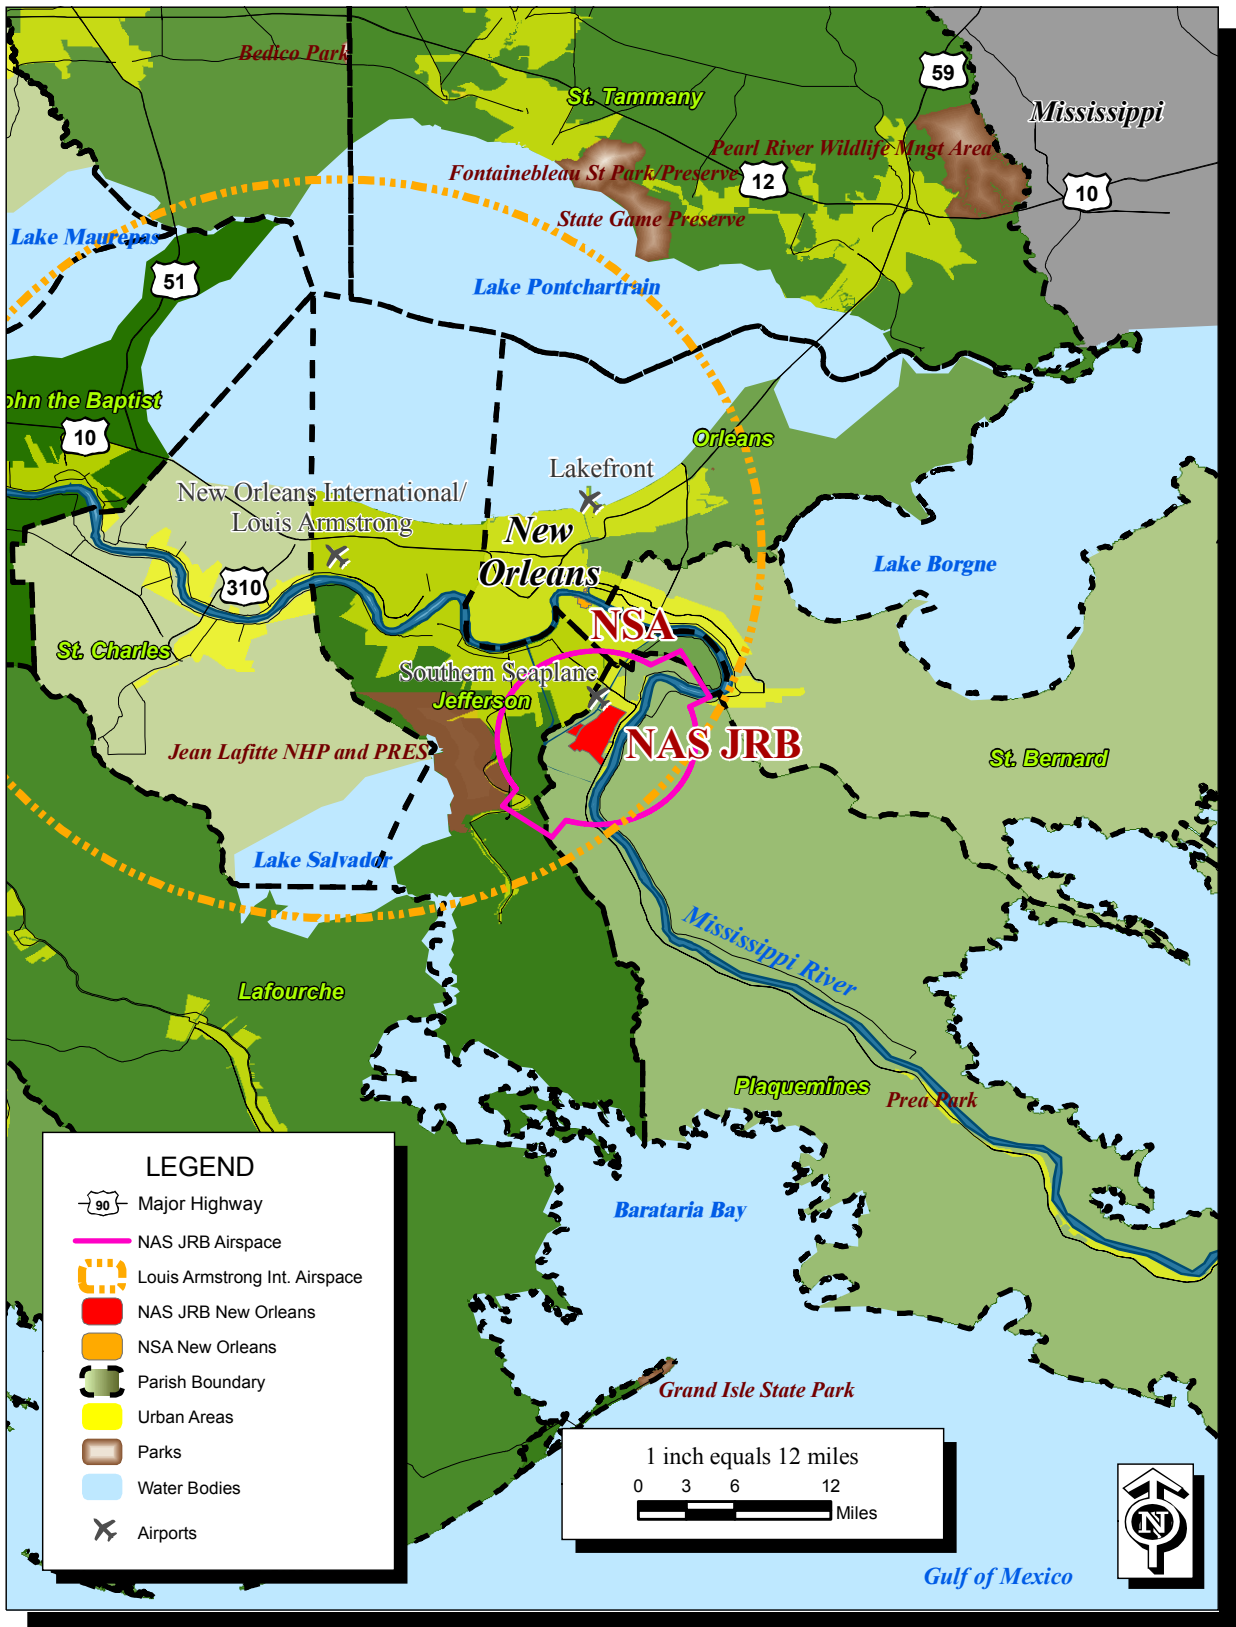 Bedico Park
59
St. Tammany
Mississippi
Pearl River Wildlife Mngt Area
Fontainebleau St Park/Preserve
12
10
State Game Preserve
Lake Maurepas
51
Lake Pontchartrain
ohn the Baptist
10
Orleans
Lakefront
New Orleans International/
Louis Armstrong
New
Orleans
Lake Borgne
310
NSA
St. Charles
Southern Seaplane
Jefferson
NAS JRB
Jean Lafitte NHP and PRES
St. Bernard
Lake Salvador
Mississippi River
Lafourche
Plaquemines
Prea Park
Barataria Bay
Grand Isle State Park
Gulf of Mexico
LEGEND
90 Major Highway
NAS JRB Airspace
Louis Armstrong Int. Airspace
NAS JRB New Orleans
NSA New Orleans
Parish Boundary
Urban Areas
Parks
Water Bodies
Airports
1 inch equals 12 miles
0 3 6 12
Miles
N